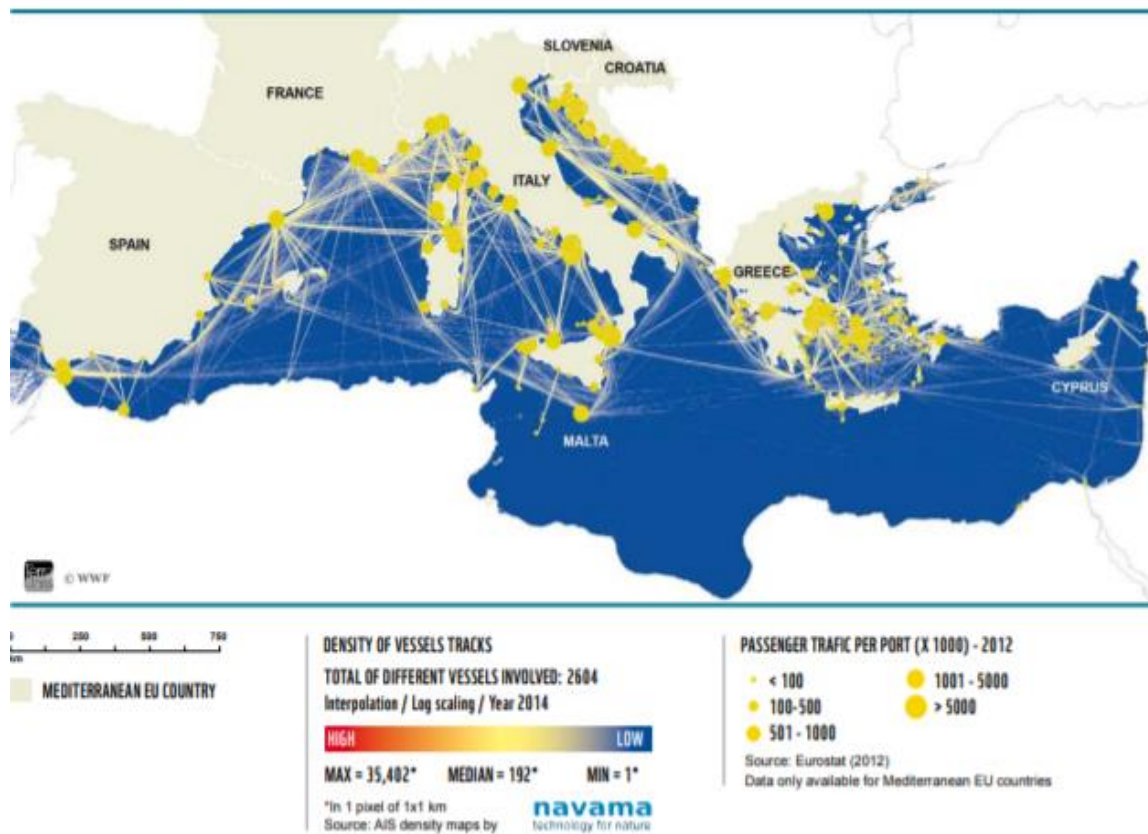 SLOVENIA
CROATIA
FRANCE
ITALY
SPAIN
GREECE
CYPRUS
MALTA
© WWF
250 500 750
MEDITERRANEAN EU COUNTRY
DENSITY OF VESSELS TRACKS
TOTAL OF DIFFERENT VESSELS INVOLVED: 2604
Interpolation / Log scaling / Year 2014
HIGH LOW
MAX = 35,402* MEDIAN = 192* MIN = 1*
*In 1 pixel of 1x1 km
Source: AIS density maps by
navama
technology for nature
PASSENGER TRAFIC PER PORT (X 1000) - 2012
< 100
100-500
501 - 1000
1001 - 5000
> 5000
Source: Eurostat (2012)
Data only available for Mediterranean EU countries